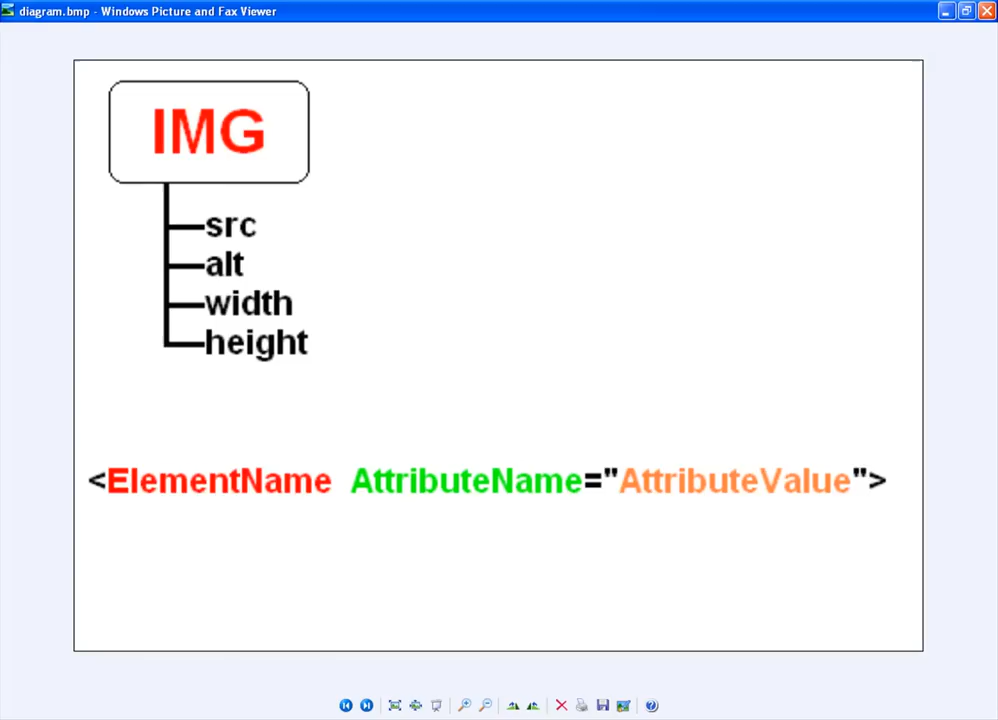 diagram.bmp - Windows Picture and Fax Viewer
IMG
src
alt
width
height
<ElementName AttributeName="AttributeValue">